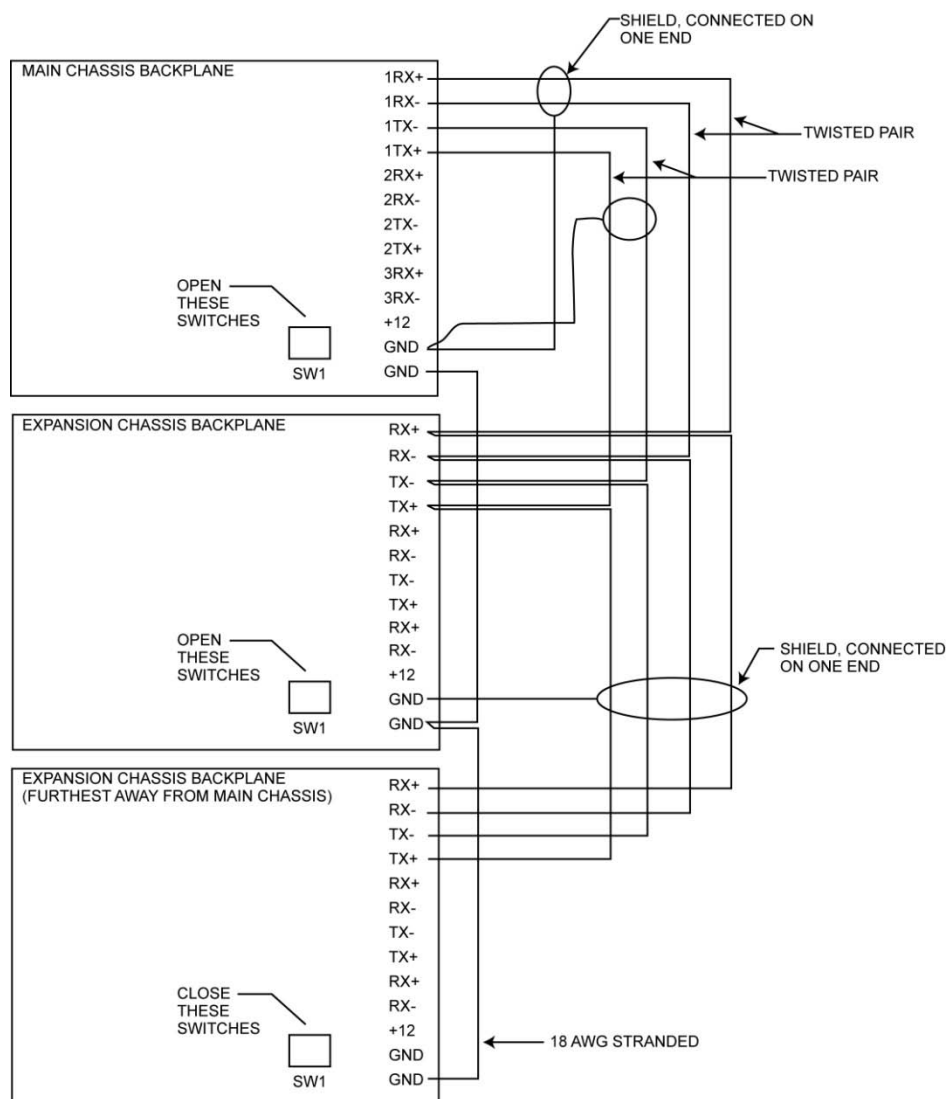 SHIELD, CONNECTED ON
ONE END
MAIN CHASSIS BACKPLANE
1RX+
1RX-
1TX-
1TX+
2RX+
2RX-
2TX-
2TX+
3RX+
3RX-
+12
GND
GND
TWISTED PAIR
TWISTED PAIR
OPEN
THESE
SWITCHES
SW1
EXPANSION CHASSIS BACKPLANE
RX+
RX-
TX-
TX+
RX+
RX-
TX-
TX+
RX+
RX-
+12
GND
GND
OPEN
THESE
SWITCHES
SW1
SHIELD, CONNECTED
ON ONE END
EXPANSION CHASSIS BACKPLANE
(FURTHEST AWAY FROM MAIN CHASSIS)
RX+
RX-
TX-
TX+
RX+
RX-
TX-
TX+
RX+
RX-
+12
GND
GND
CLOSE
THESE
SWITCHES
SW1
18 AWG STRANDED